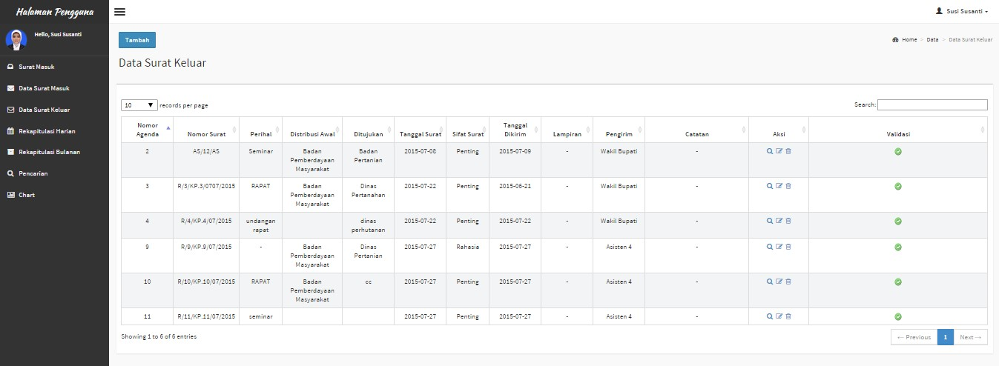 Halaman Pengguna
Susi Susanti
Hello, Susi Susanti
Surat Masuk
Data Surat Masuk
Data Surat Keluar
Rekapitulasi Harian
Rekapitulasi Bulanan
Pencarian
Chart
Tambah
Home > Data > Data Surat Keluar
Data Surat Keluar
10 records per page
Search:
Nomor Agenda Nomor Surat Perihal Distribusi Awal Ditujukan Tanggal Surat Sifat Surat Tanggal Dikirim Lampiran Pengirim Catatan Aksi Validasi
2 AS/12/AS Seminar Badan Pemberdayaan Masyarakat Badan Pertanian 2015-07-08 Penting 2015-07-09 - Wakil Bupati -
3 R/3/KP.3/0707/2015 RAPAT Badan Pemberdayaan Masyarakat Dinas Pertanahan 2015-07-22 Penting 2015-06-21 - Wakil Bupati -
4 R/4/KP.4/07/2015 undangan rapat dinas perhutanan 2015-07-22 Penting 2015-07-22 - Wakil Bupati -
9 R/9/KP.9/07/2015 - Badan Pemberdayaan Masyarakat Dinas Pertanian 2015-07-27 Rahasia 2015-07-27 - Asisten 4 -
10 R/10/KP.10/07/2015 RAPAT Badan Pemberdayaan Masyarakat cc 2015-07-27 Penting 2015-07-27 - Asisten 4 -
11 R/11/KP.11/07/2015 seminar 2015-07-27 Penting 2015-07-27 - Asisten 4 -
Showing 1 to 6 of 6 entries
← Previous 1 Next →